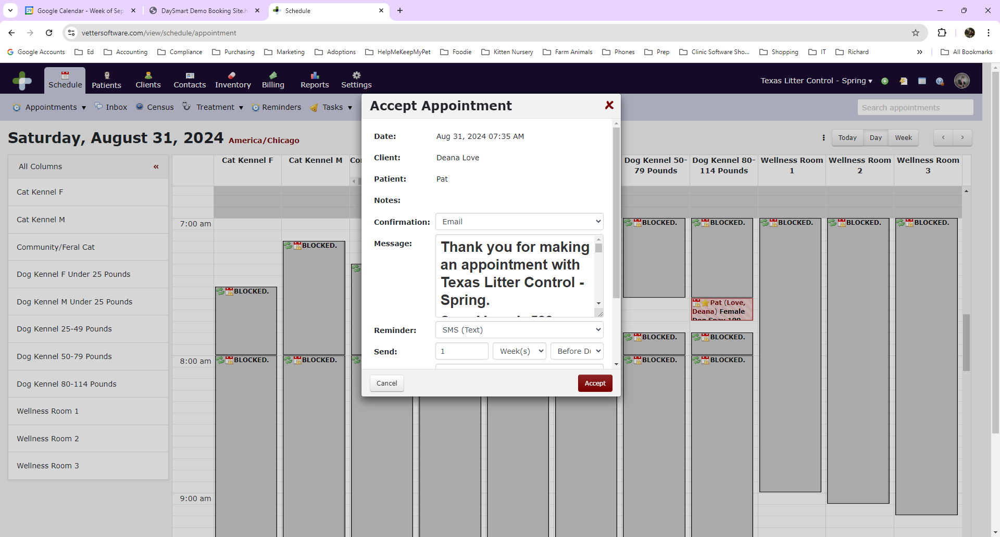 Google Calendar - Week of Sep
DaySmart Demo Booking Site.h
Schedule
vettersoftware.com/view/schedule/appointment
Google Accounts
Ed
Accounting
Compliance
Purchasing
Marketing
Adoptions
HelpMeKeepMyPet
Foodie
Kitten Nursery
Farm Animals
Phones
Prep
Clinic Software Sho...
Shopping
IT
Richard
All Bookmarks
Schedule
Patients
Clients
Contacts
Inventory
Billing
Reports
Settings
Texas Litter Control - Spring
Appointments
Inbox
Census
Treatment
Reminders
Tasks
Search appointments
Saturday, August 31, 2024 America/Chicago
Today
Day
Week
All Columns
Cat Kennel F
Cat Kennel M
Community/Feral Cat
Dog Kennel F Under 25 Pounds
Dog Kennel M Under 25 Pounds
Dog Kennel 25-49 Pounds
Dog Kennel 50-79 Pounds
Dog Kennel 80-114 Pounds
Wellness Room 1
Wellness Room 2
Wellness Room 3
Cat Kennel F
Cat Kennel M
Co
Dog Kennel 50-
79 Pounds
Dog Kennel 80-
114 Pounds
Wellness Room
1
Wellness Room
2
Wellness Room
3
7:00 am
8:00 am
9:00 am
BLOCKED.
BLOCKED.
BLOCKED.
BLOCKED.
BLOCKED.
BLOCKED.
BLOCKED.
BLOCKED.
BLOCKED.
Pat (Love,
Deana) Female
Dog Spay 100
BLOCKED.
BLOCKED.
BLOCKED.
BLOCKED.
Accept Appointment
Date: Aug 31, 2024 07:35 AM
Client: Deana Love
Patient: Pat
Notes:
Confirmation: Email
Message:
Thank you for making
an appointment with
Texas Litter Control -
Spring.
Reminder: SMS (Text)
Send: 1 Week(s) Before Du
Cancel
Accept